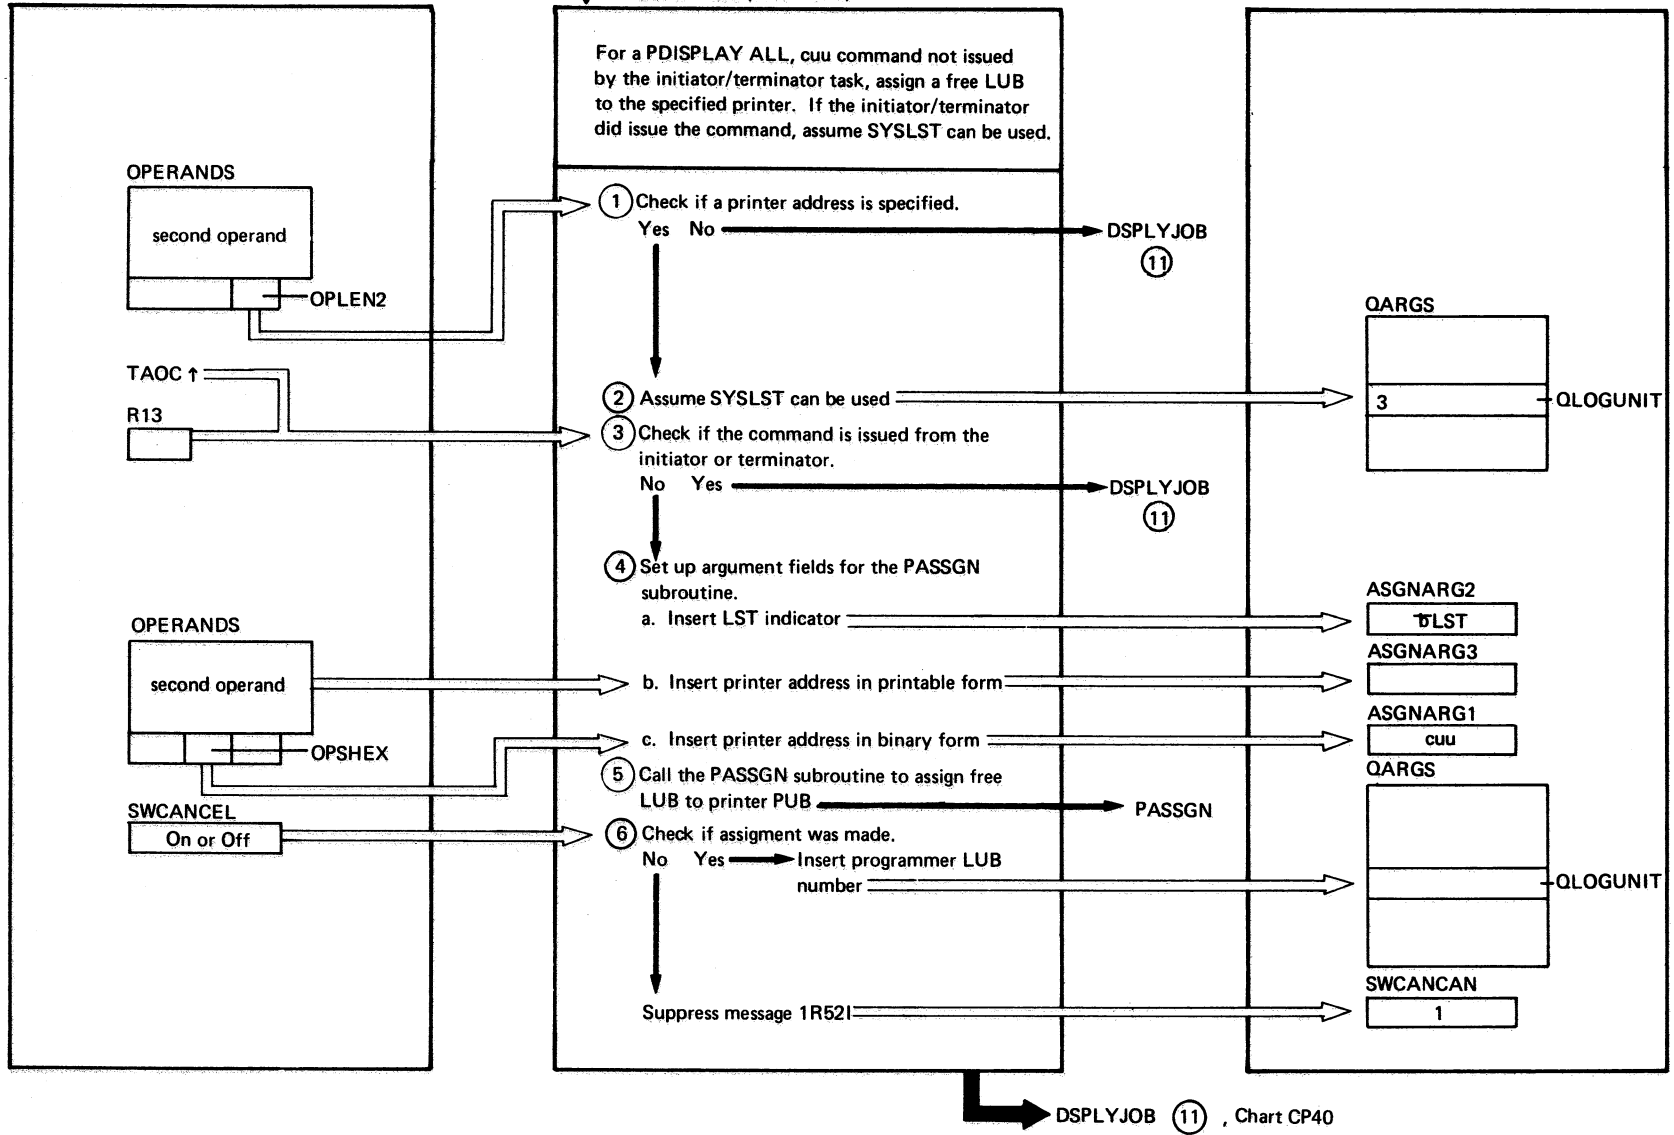 For a PDISPLAY ALL, cuu command not issued
by the initiator/terminator task, assign a free LUB
to the specified printer. If the initiator/terminator
did issue the command, assume SYSLST can be used.
OPERANDS
second operand
OPLEN2
1 Check if a printer address is specified.
Yes No
DSPLYJOB
11
TAOC ↑
R13
2 Assume SYSLST can be used
QARGS
3
QLOGUNIT
3 Check if the command is issued from the
initiator or terminator.
No Yes
DSPLYJOB
11
4 Set up argument fields for the PASSGN
subroutine.
a. Insert LST indicator
ASGNARG2
bLST
OPERANDS
second operand
OPSHEX
b. Insert printer address in printable form
ASGNARG3
c. Insert printer address in binary form
ASGNARG1
cuu
5 Call the PASSGN subroutine to assign free
LUB to printer PUB
PASSGN
SWCANCEL
On or Off
6 Check if assigment was made.
No Yes
Insert programmer LUB
number
QARGS
QLOGUNIT
Suppress message 1R52I
SWCANCAN
1
DSPLYJOB 11 , Chart CP40